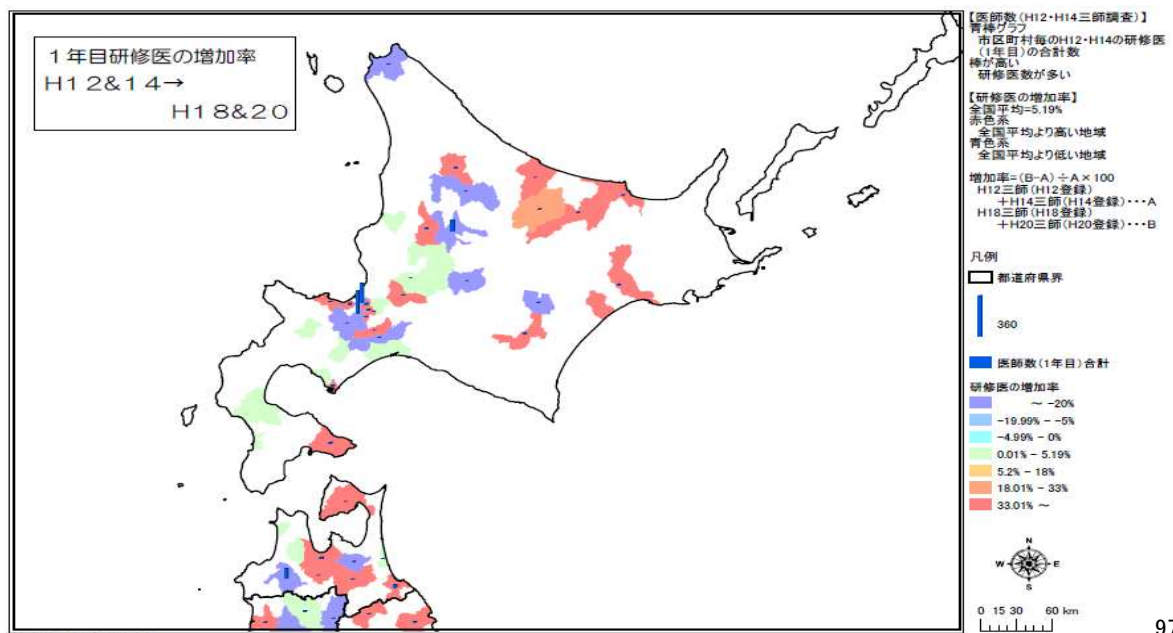 1年目研修医の増加率
H12&14→
H18&20
【医師数(H12・H14三師調査)】
青棒グラフ
市区町村毎のH12・H14の研修医
(1年目)の合計数
棒が高い
研修医数が多い
【研修医の増加率】
全国平均=5.19%
赤色系
全国平均より高い地域
青色系
全国平均より低い地域
増加率=(B-A)÷A×100
H12三師(H12登録)
+H14三師(H14登録)・・・A
H18三師(H18登録)
+H20三師(H20登録)・・・B
凡例
都道府県界
360
医師数(1年目)合計
研修医の増加率
~ -20%
-19.99% - -5%
-4.99% - 0%
0.01% - 5.19%
5.2% - 18%
18.01% - 33%
33.01% ~
N
W E
S
0 15 30 60 km